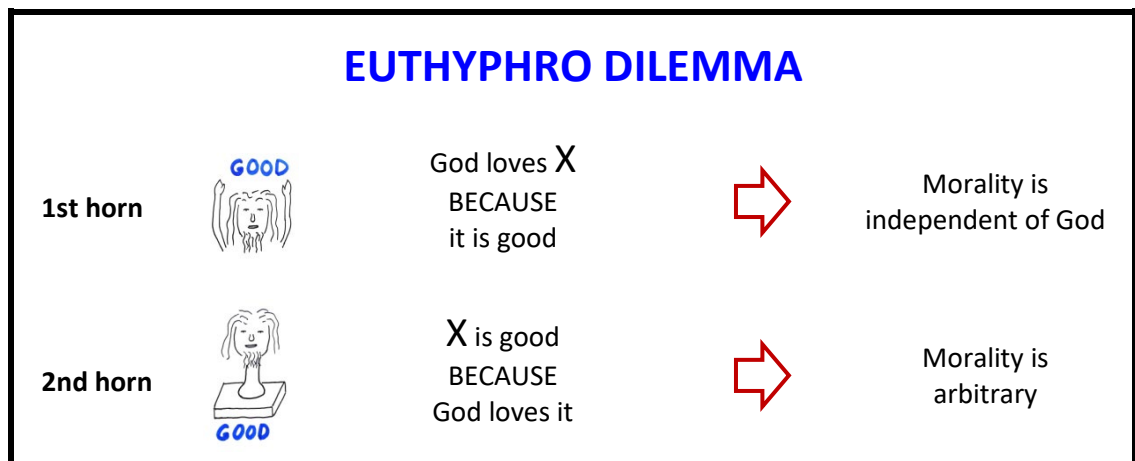 EUTHYPHRO DILEMMA
1st horn
GOOD
God loves X
BECAUSE
it is good
Morality is
independent of God
2nd horn
GOOD
X is good
BECAUSE
God loves it
Morality is
arbitrary